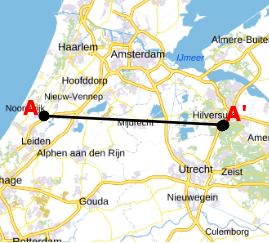 Haarlem
Amsterdam
IJmeer
Almere-Buite
Hoofddorp
Nieuw-Vennep
A
Hilversu
A'
Mijdrecht
Leiden
Alphen aan den Rijn
Utrecht
Zeist
Nieuwegein
Gouda
Culemborg